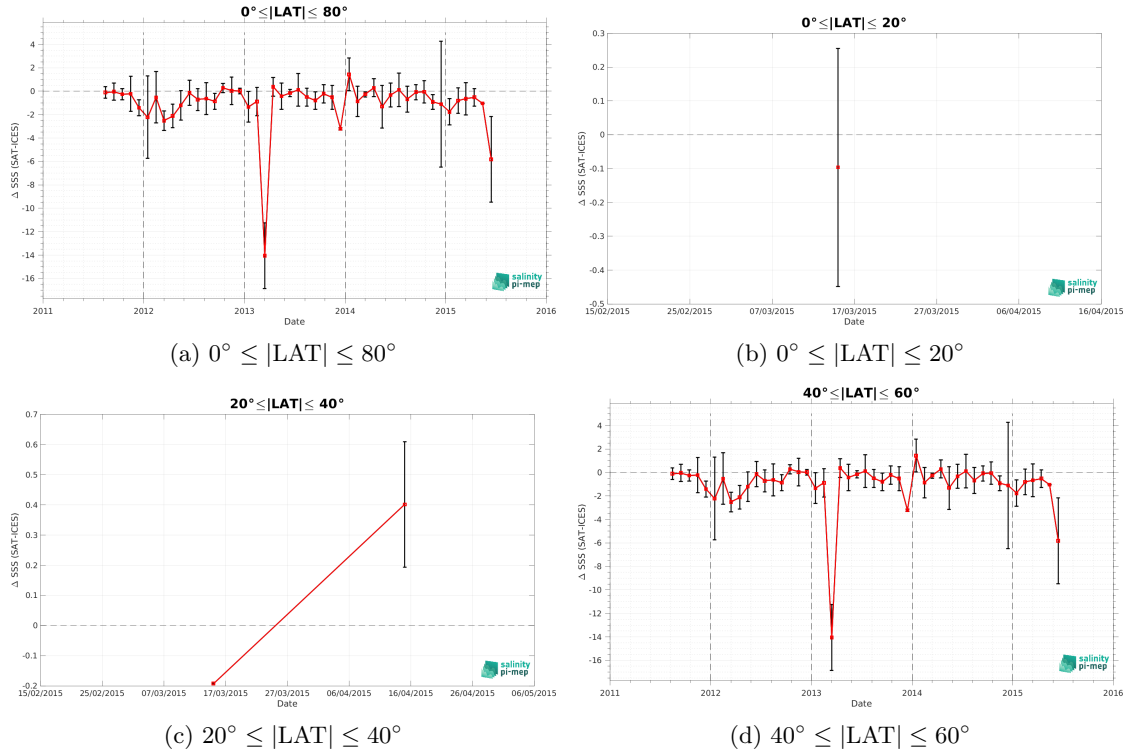 0°≤|LAT|≤ 80°
4
2
0
-2
-4
-6
-8
-10
-12
-14
-16
Δ SSS (SAT-ICES)
2011
2012
2013
2014
2015
2016
Date
salinity
pi-mep
(a) 0° ≤ |LAT| ≤ 80°
0°≤|LAT|≤ 20°
0.3
0.2
0.1
0
-0.1
-0.2
-0.3
-0.4
-0.5
Δ SSS (SAT-ICES)
15/02/2015
25/02/2015
07/03/2015
17/03/2015
27/03/2015
6/04/2015
16/04/2015
Date
salinity
pi-mep
(b) 0° ≤ |LAT| ≤ 20°
20°≤|LAT|≤ 40°
0.7
0.6
0.5
0.4
0.3
0.2
0.1
0
-0.1
-0.2
Δ SSS (SAT-ICES)
15/02/2015
25/02/2015
07/03/2015
17/03/2015
27/03/2015
6/04/2015
16/04/2015
26/04/2015
6/05/2015
Date
salinity
pi-mep
(c) 20° ≤ |LAT| ≤ 40°
40°≤|LAT|≤ 60°
4
2
0
-2
-4
-6
-8
-10
-12
-14
-16
Δ SSS (SAT-ICES)
2011
2012
2013
2014
2015
2016
Date
salinity
pi-mep
(d) 40° ≤ |LAT| ≤ 60°